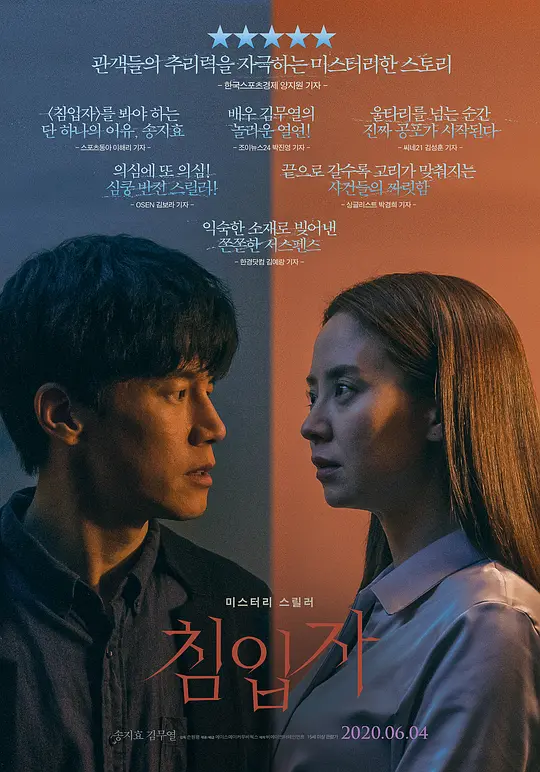 관객들의 추리력을 자극하는 미스터리한 스토리
- 한국스포츠경제 양지원 기자 -
<침입자>를 봐야 하는
단 하나의 이유, 송지효
- 스포츠동아 이해리 기자 -
배우 김무열의
놀라운 열연!
- 조이뉴스24 박진영 기자 -
울타리를 넘는 순간
진짜 공포가 시작된다
- 씨네21 김성훈 기자 -
의심에 또 의심!
심쿵 반전 스릴러!
- OSEN 김보라 기자 -
끝으로 갈수록 고리가 맞춰지는
사건들의 짜릿함
- 싱글리스트 박경희 기자 -
익숙한 소재로 빚어낸
쫀쫀한 서스펜스
- 한경닷컴 김예랑 기자 -
미스터리 스릴러
침입자
송지효 김무열
2020.06.04